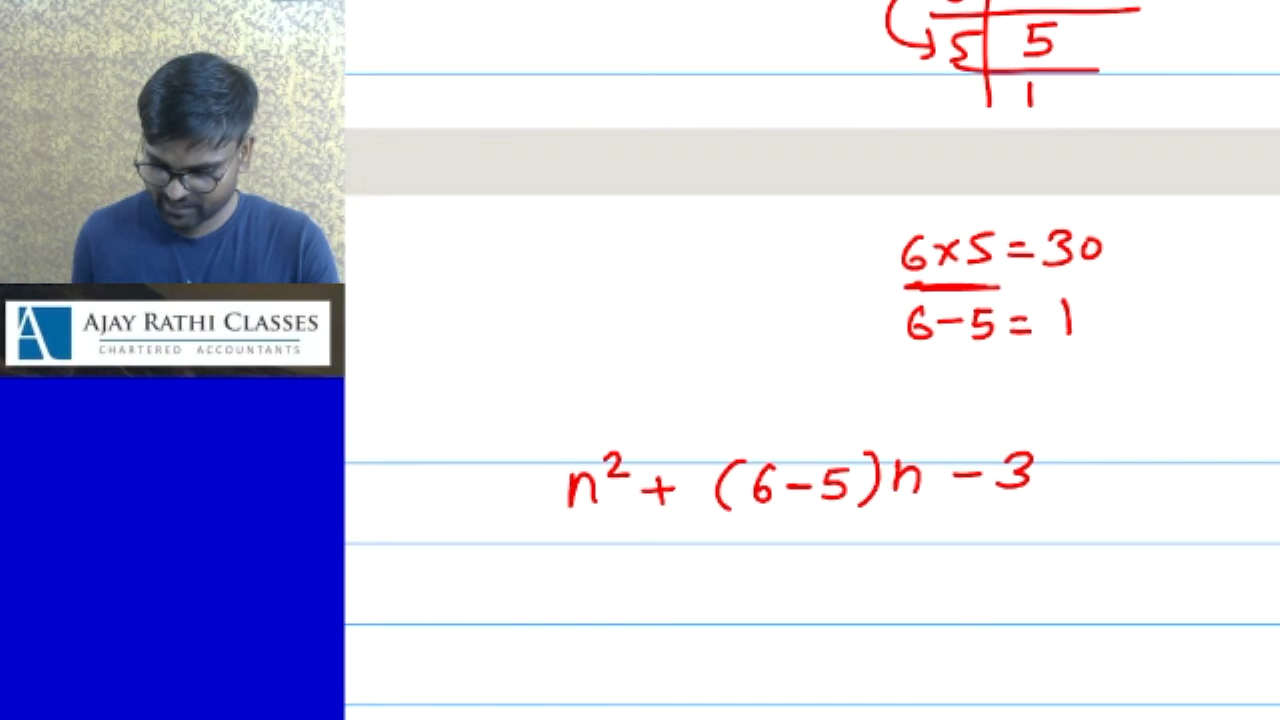 5 5
1
6×5=30
6-5=1
AJAY RATHI CLASSES
CHARTERED ACCOUNTANTS
n²+ (6-5)n -3